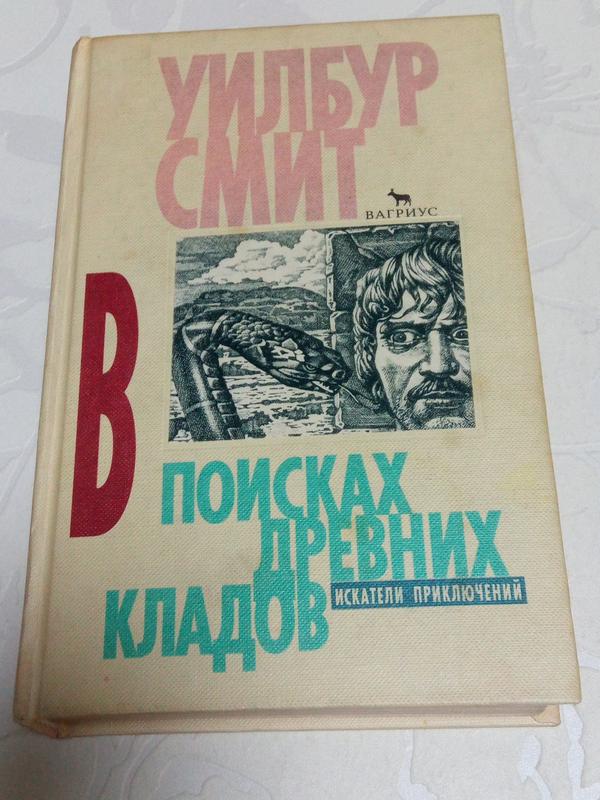 УИЛБУР
СМИТ
ВАГРИУС
В
ПОИСКАХ
ДРЕВНИХ
КЛАДОВ
ИСКАТЕЛИ ПРИКЛЮЧЕНИЙ